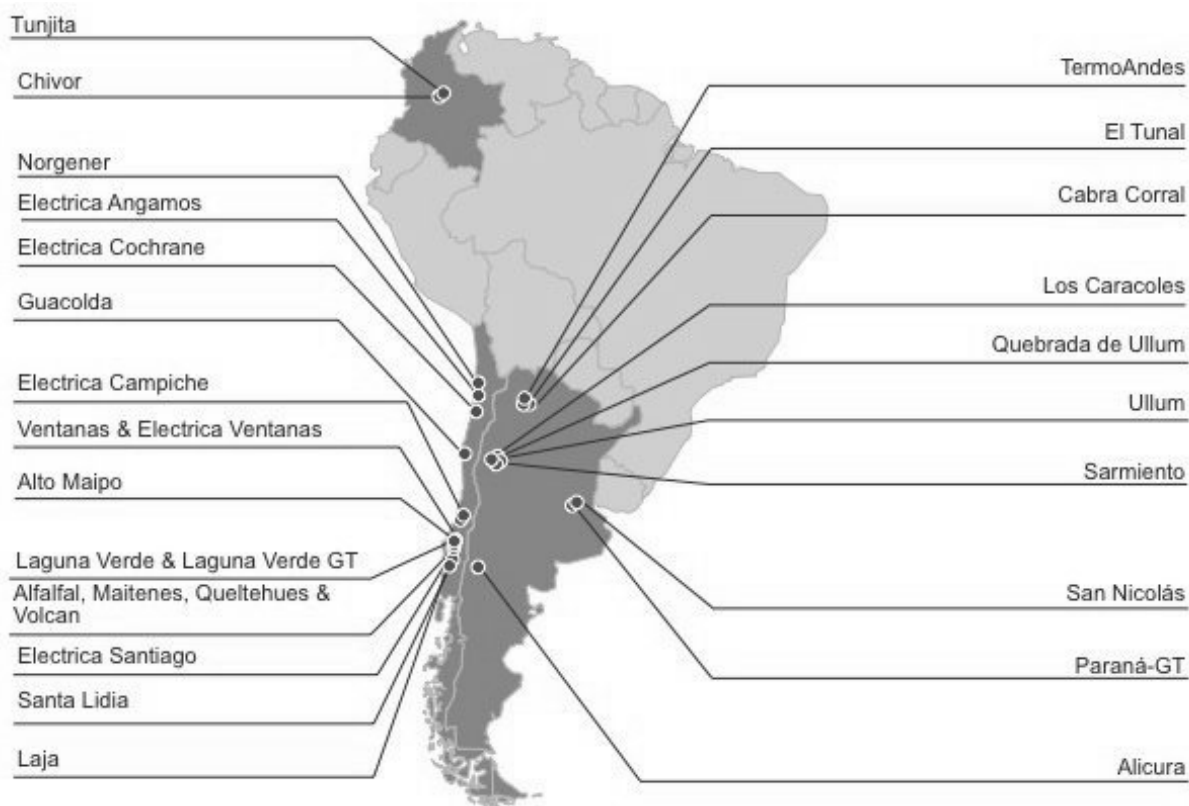 Tunjita
Chivor
Norgener
Electrica Angamos
Electrica Cochrane
Guacolda
Electrica Campiche
Ventanas & Electrica Ventanas
Alto Maipo
Laguna Verde & Laguna Verde GT
Alfalfal, Maitenes, Queltehues &
Volcan
Electrica Santiago
Santa Lidia
Laja
TermoAndes
El Tunal
Cabra Corral
Los Caracoles
Quebrada de Ullum
Ullum
Sarmiento
San Nicolás
Paraná-GT
Alicura